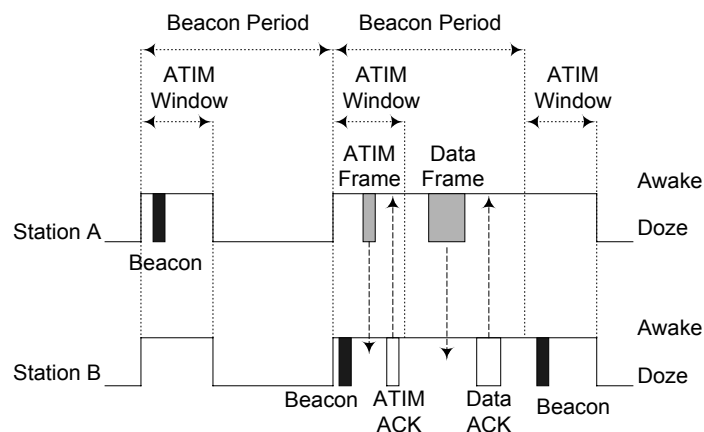 Beacon Period Beacon Period
ATIM ATIM ATIM
Window Window Window
ATIM Data
Frame Frame
Awake
Station A Doze
Beacon
Awake
Station B Doze
Beacon ATIM Data Beacon
ACK ACK